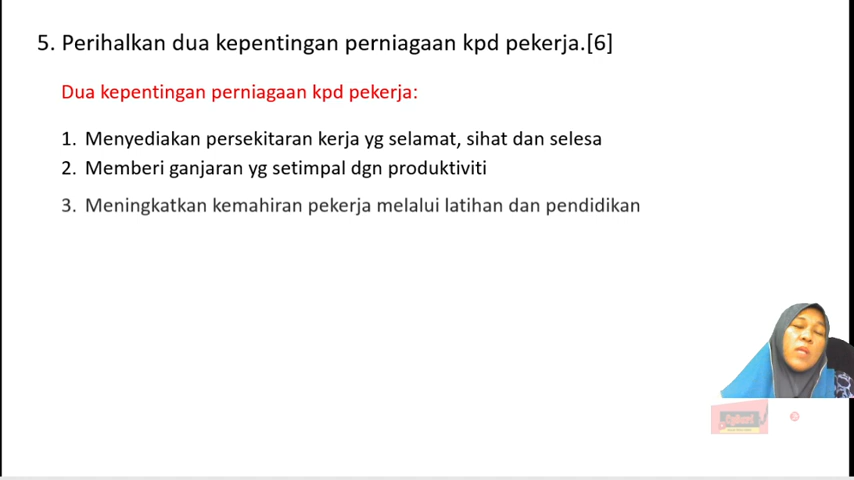 5. Perihalkan dua kepentingan perniagaan kpd pekerja.[6]
Dua kepentingan perniagaan kpd pekerja:
1. Menyediakan persekitaran kerja yg selamat, sihat dan selesa
2. Memberi ganjaran yg setimpal dgn produktiviti
3. Meningkatkan kemahiran pekerja melalui latihan dan pendidikan